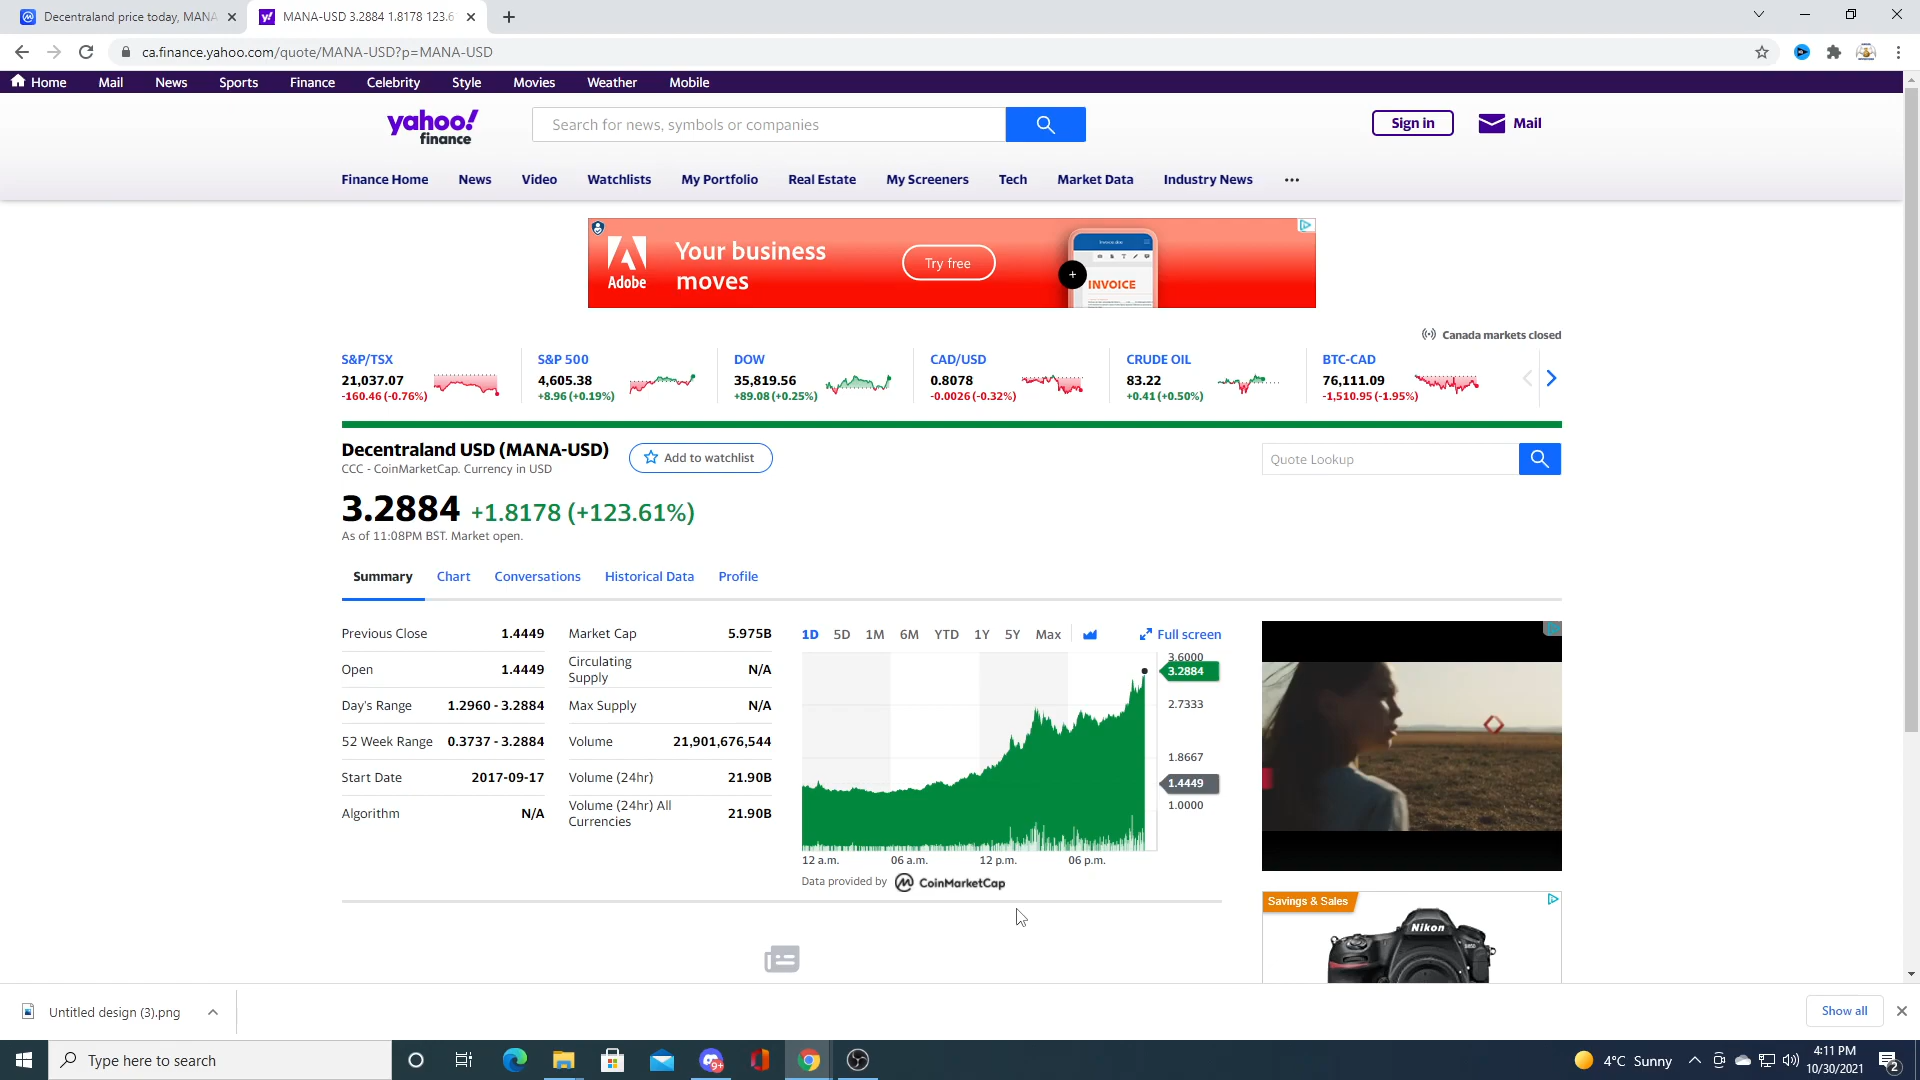 Decentraland price today, MANA
MANA-USD 3.2884 1.8178 123.6
ca.finance.yahoo.com/quote/MANA-USD?p=MANA-USD
Home Mail News Sports Finance Celebrity Style Movies Weather Mobile
yahoo!
finance
Search for news, symbols or companies
Sign in
Mail
Finance Home News Video Watchlists My Portfolio Real Estate My Screeners Tech Market Data Industry News ...
Adobe
Your business
moves
Try free
INVOICE
Canada markets closed
S&P/TSX
21,037.07
-160.46 (-0.76%)
S&P 500
4,605.38
+8.96 (+0.19%)
DOW
35,819.56
+89.08 (+0.25%)
CAD/USD
0.8078
-0.0026 (-0.32%)
CRUDE OIL
83.22
+0.41 (+0.50%)
BTC-CAD
76,111.09
-1,510.95 (-1.95%)
Decentraland USD (MANA-USD)
CCC - CoinMarketCap. Currency in USD
Add to watchlist
Quote Lookup
3.2884 +1.8178 (+123.61%)
As of 11:08PM BST. Market open.
Summary Chart Conversations Historical Data Profile
Previous Close 1.4449
Open 1.4449
Day's Range 1.2960 - 3.2884
52 Week Range 0.3737 - 3.2884
Start Date 2017-09-17
Algorithm N/A
Market Cap 5.975B
Circulating
Supply N/A
Max Supply N/A
Volume 21,901,676,544
Volume (24hr) 21.90B
Volume (24hr) All
Currencies 21.90B
1D 5D 1M 6M YTD 1Y 5Y Max
Full screen
3.6000
3.2884
2.7333
1.8667
1.4449
1.0000
12 a.m. 06 a.m. 12 p.m. 06 p.m.
Data provided by CoinMarketCap
Savings & Sales
Nikon
Untitled design (3).png
Show all
Type here to search
9+
4°C Sunny
4:11 PM
10/30/2021
2